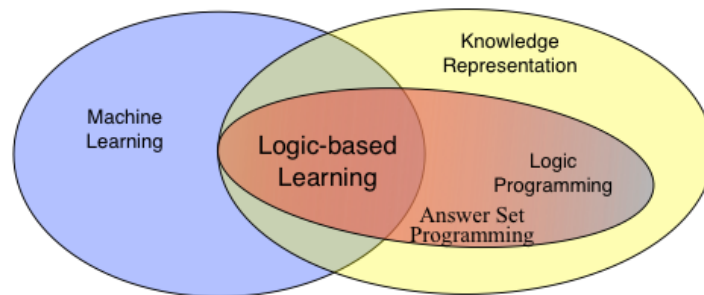 Knowledge
Representation
Machine
Learning
Logic-based
Learning
Logic
Programming
Answer Set
Programming